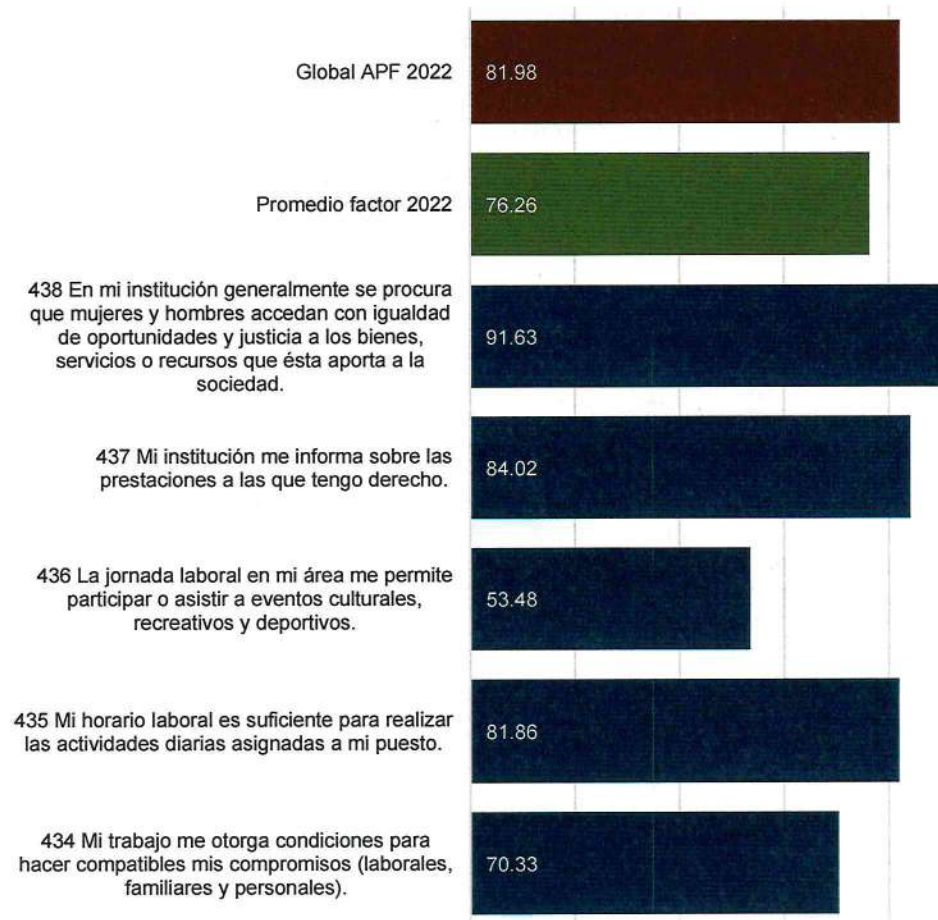 Global APF 2022
81.98
Promedio factor 2022
76.26
438 En mi institución generalmente se procura
que mujeres y hombres accedan con igualdad
de oportunidades y justicia a los bienes,
servicios o recursos que ésta aporta a la
sociedad.
91.63
437 Mi institución me informa sobre las
prestaciones a las que tengo derecho.
84.02
436 La jornada laboral en mi área me permite
participar o asistir a eventos culturales,
recreativos y deportivos.
53.48
435 Mi horario laboral es suficiente para realizar
las actividades diarias asignadas a mi puesto.
81.86
434 Mi trabajo me otorga condiciones para
hacer compatibles mis compromisos (laborales,
familiares y personales).
70.33